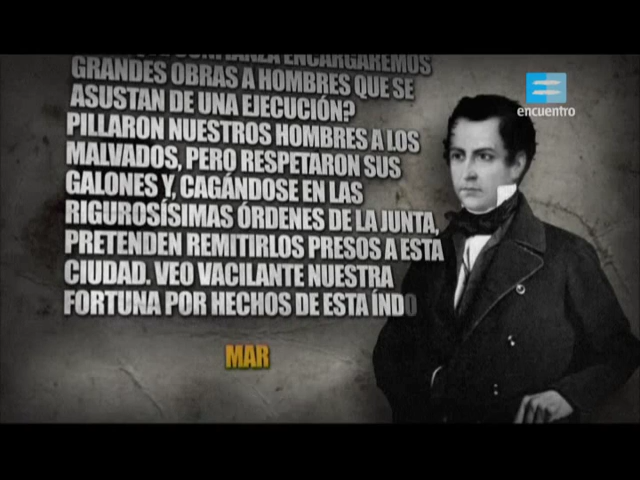 CONFIANZA ENCARGAREMOS
GRANDES OBRAS A HOMBRES QUE SE
ASUSTAN DE UNA EJECUCIÓN?
PILLARON NUESTROS HOMBRES A LOS
MALVADOS, PERO RESPETARON SUS
GALONES Y, CAGÁNDOSE EN LAS
RIGUROSÍSIMAS ÓRDENES DE LA JUNTA,
PRETENDEN REMITIRLOS PRESOS A ESTA
CIUDAD. VEO VACILANTE NUESTRA
FORTUNA POR HECHOS DE ESTA ÍNDO
MAR
encuentro